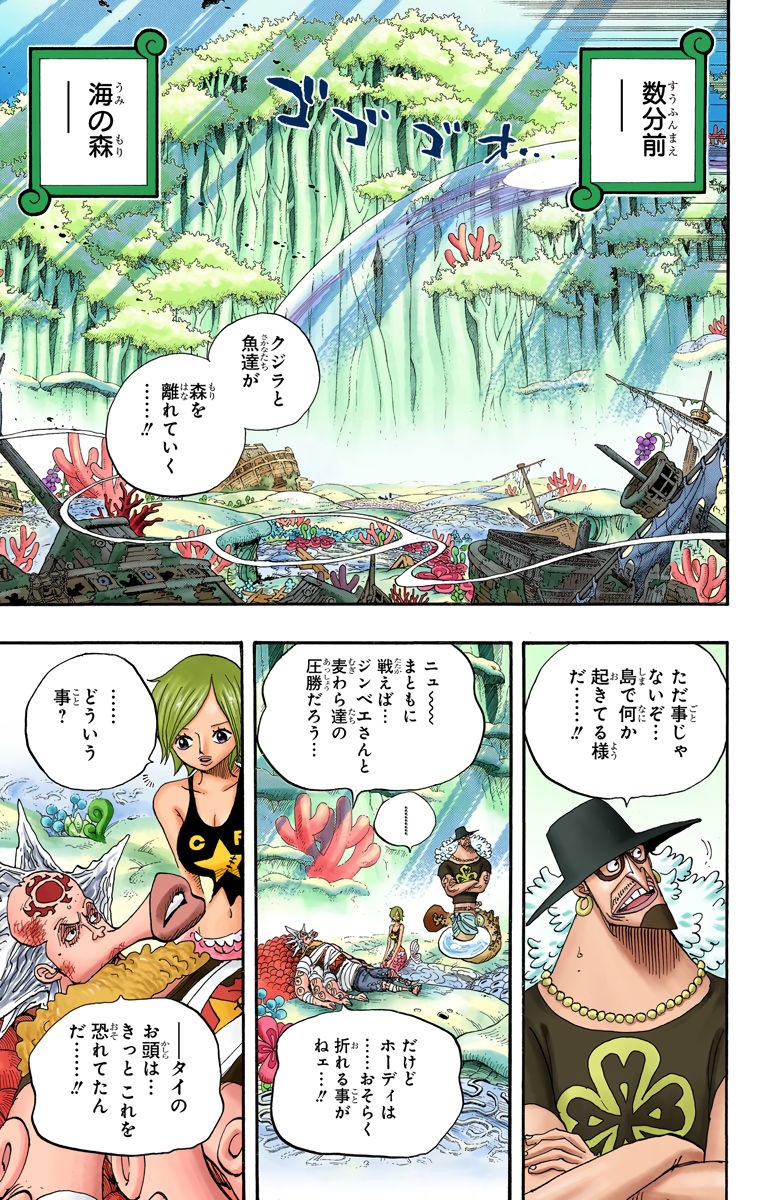 数分前
――
海の森
――
ゴゴゴゴオ…
クジラと
魚達が
森を
離れていく
……!!
ただ事じゃ
ないぞ…
島で何か
起きてる様
だ……!!
ニュ～～
まともに
戦えば…
ジンベエさんと
麦わら達の
圧勝だろう…
…………
だけど
ホーディは
……おそらく
折れる事が
ねェ…!!
……
どういう
事?
――タイの
お頭は…
きっと これを
恐れてたん
だ…!!
CR